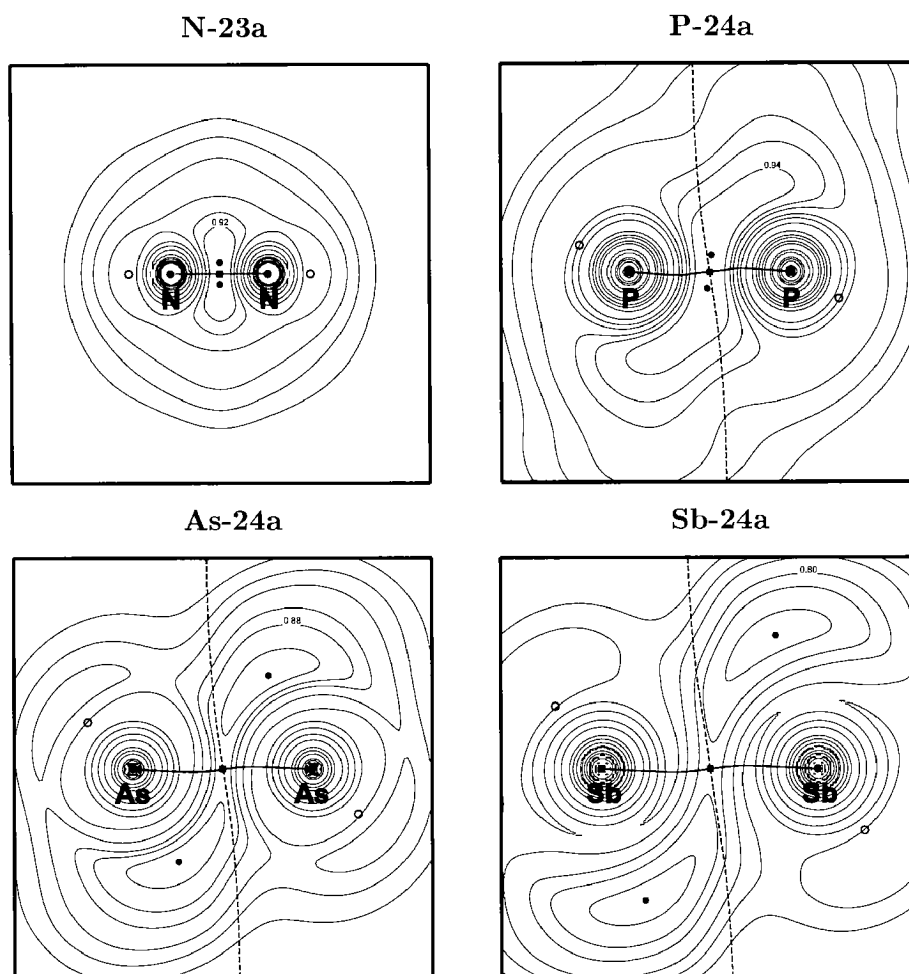 N-23a
P-24a
0.92
N N
0.94
P P
As-24a
Sb-24a
0.88
As As
0.80
Sb Sb